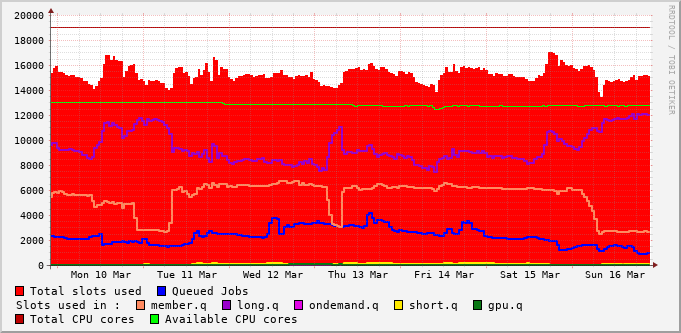 20000
18000
16000
14000
12000
10000
8000
6000
4000
2000
0
Mon 10 Mar Tue 11 Mar Wed 12 Mar Thu 13 Mar Fri 14 Mar Sat 15 Mar Sun 16 Mar
Total slots used Queued Jobs
Slots used in : member.q long.q ondemand.q short.q gpu.q
Total CPU cores Available CPU cores
RRDTOOL / TOBI OETIKER